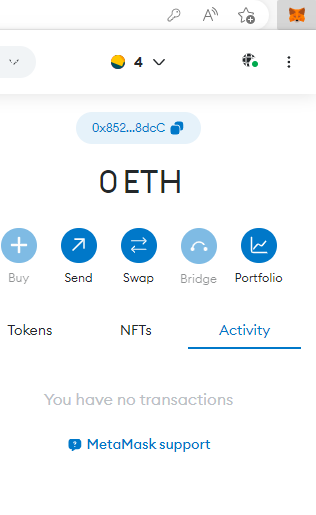 4
0x852...8dcC
0 ETH
Buy
Send
Swap
Bridge
Portfolio
Tokens
NFTs
Activity
You have no transactions
MetaMask support